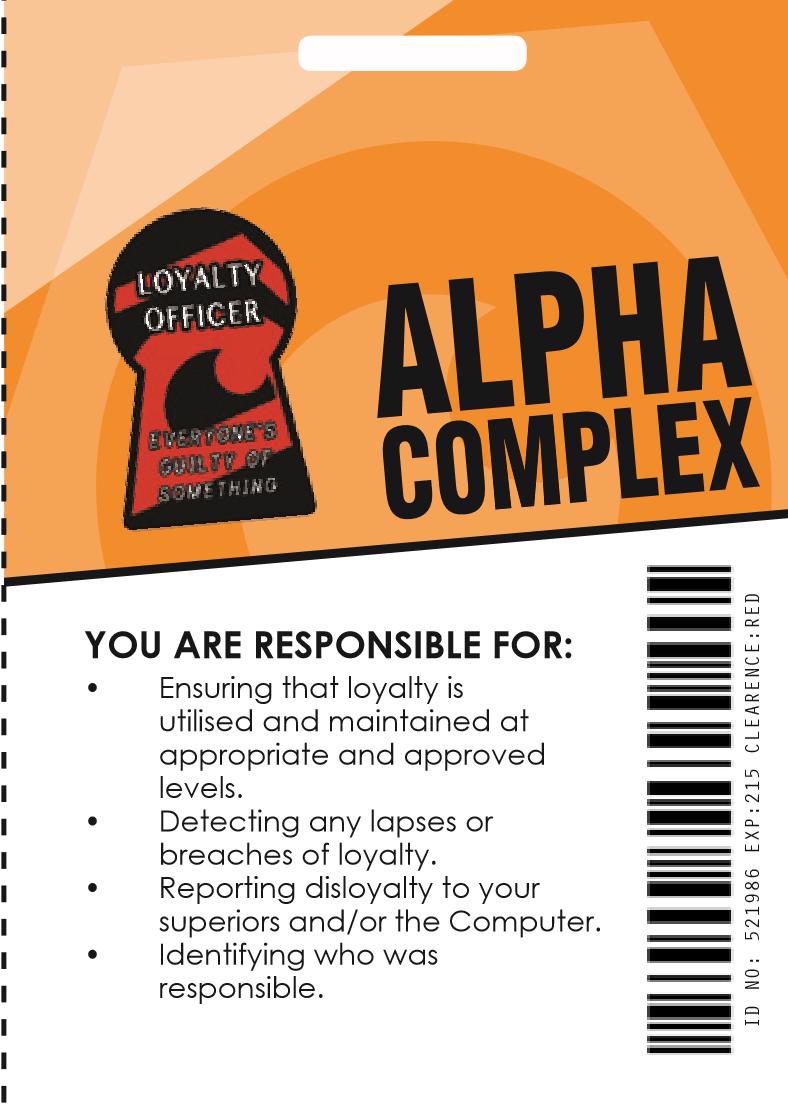 LOYALTY
OFFICER
EVERYONE'S
GUILTY OF
SOMETHING
ALPHA
COMPLEX
YOU ARE RESPONSIBLE FOR:
• Ensuring that loyalty is
utilised and maintained at
appropriate and approved
levels.
• Detecting any lapses or
breaches of loyalty.
• Reporting disloyalty to your
superiors and/or the Computer.
• Identifying who was
responsible.
ID NO: 521986 EXP:215 CLEARENCE:RED